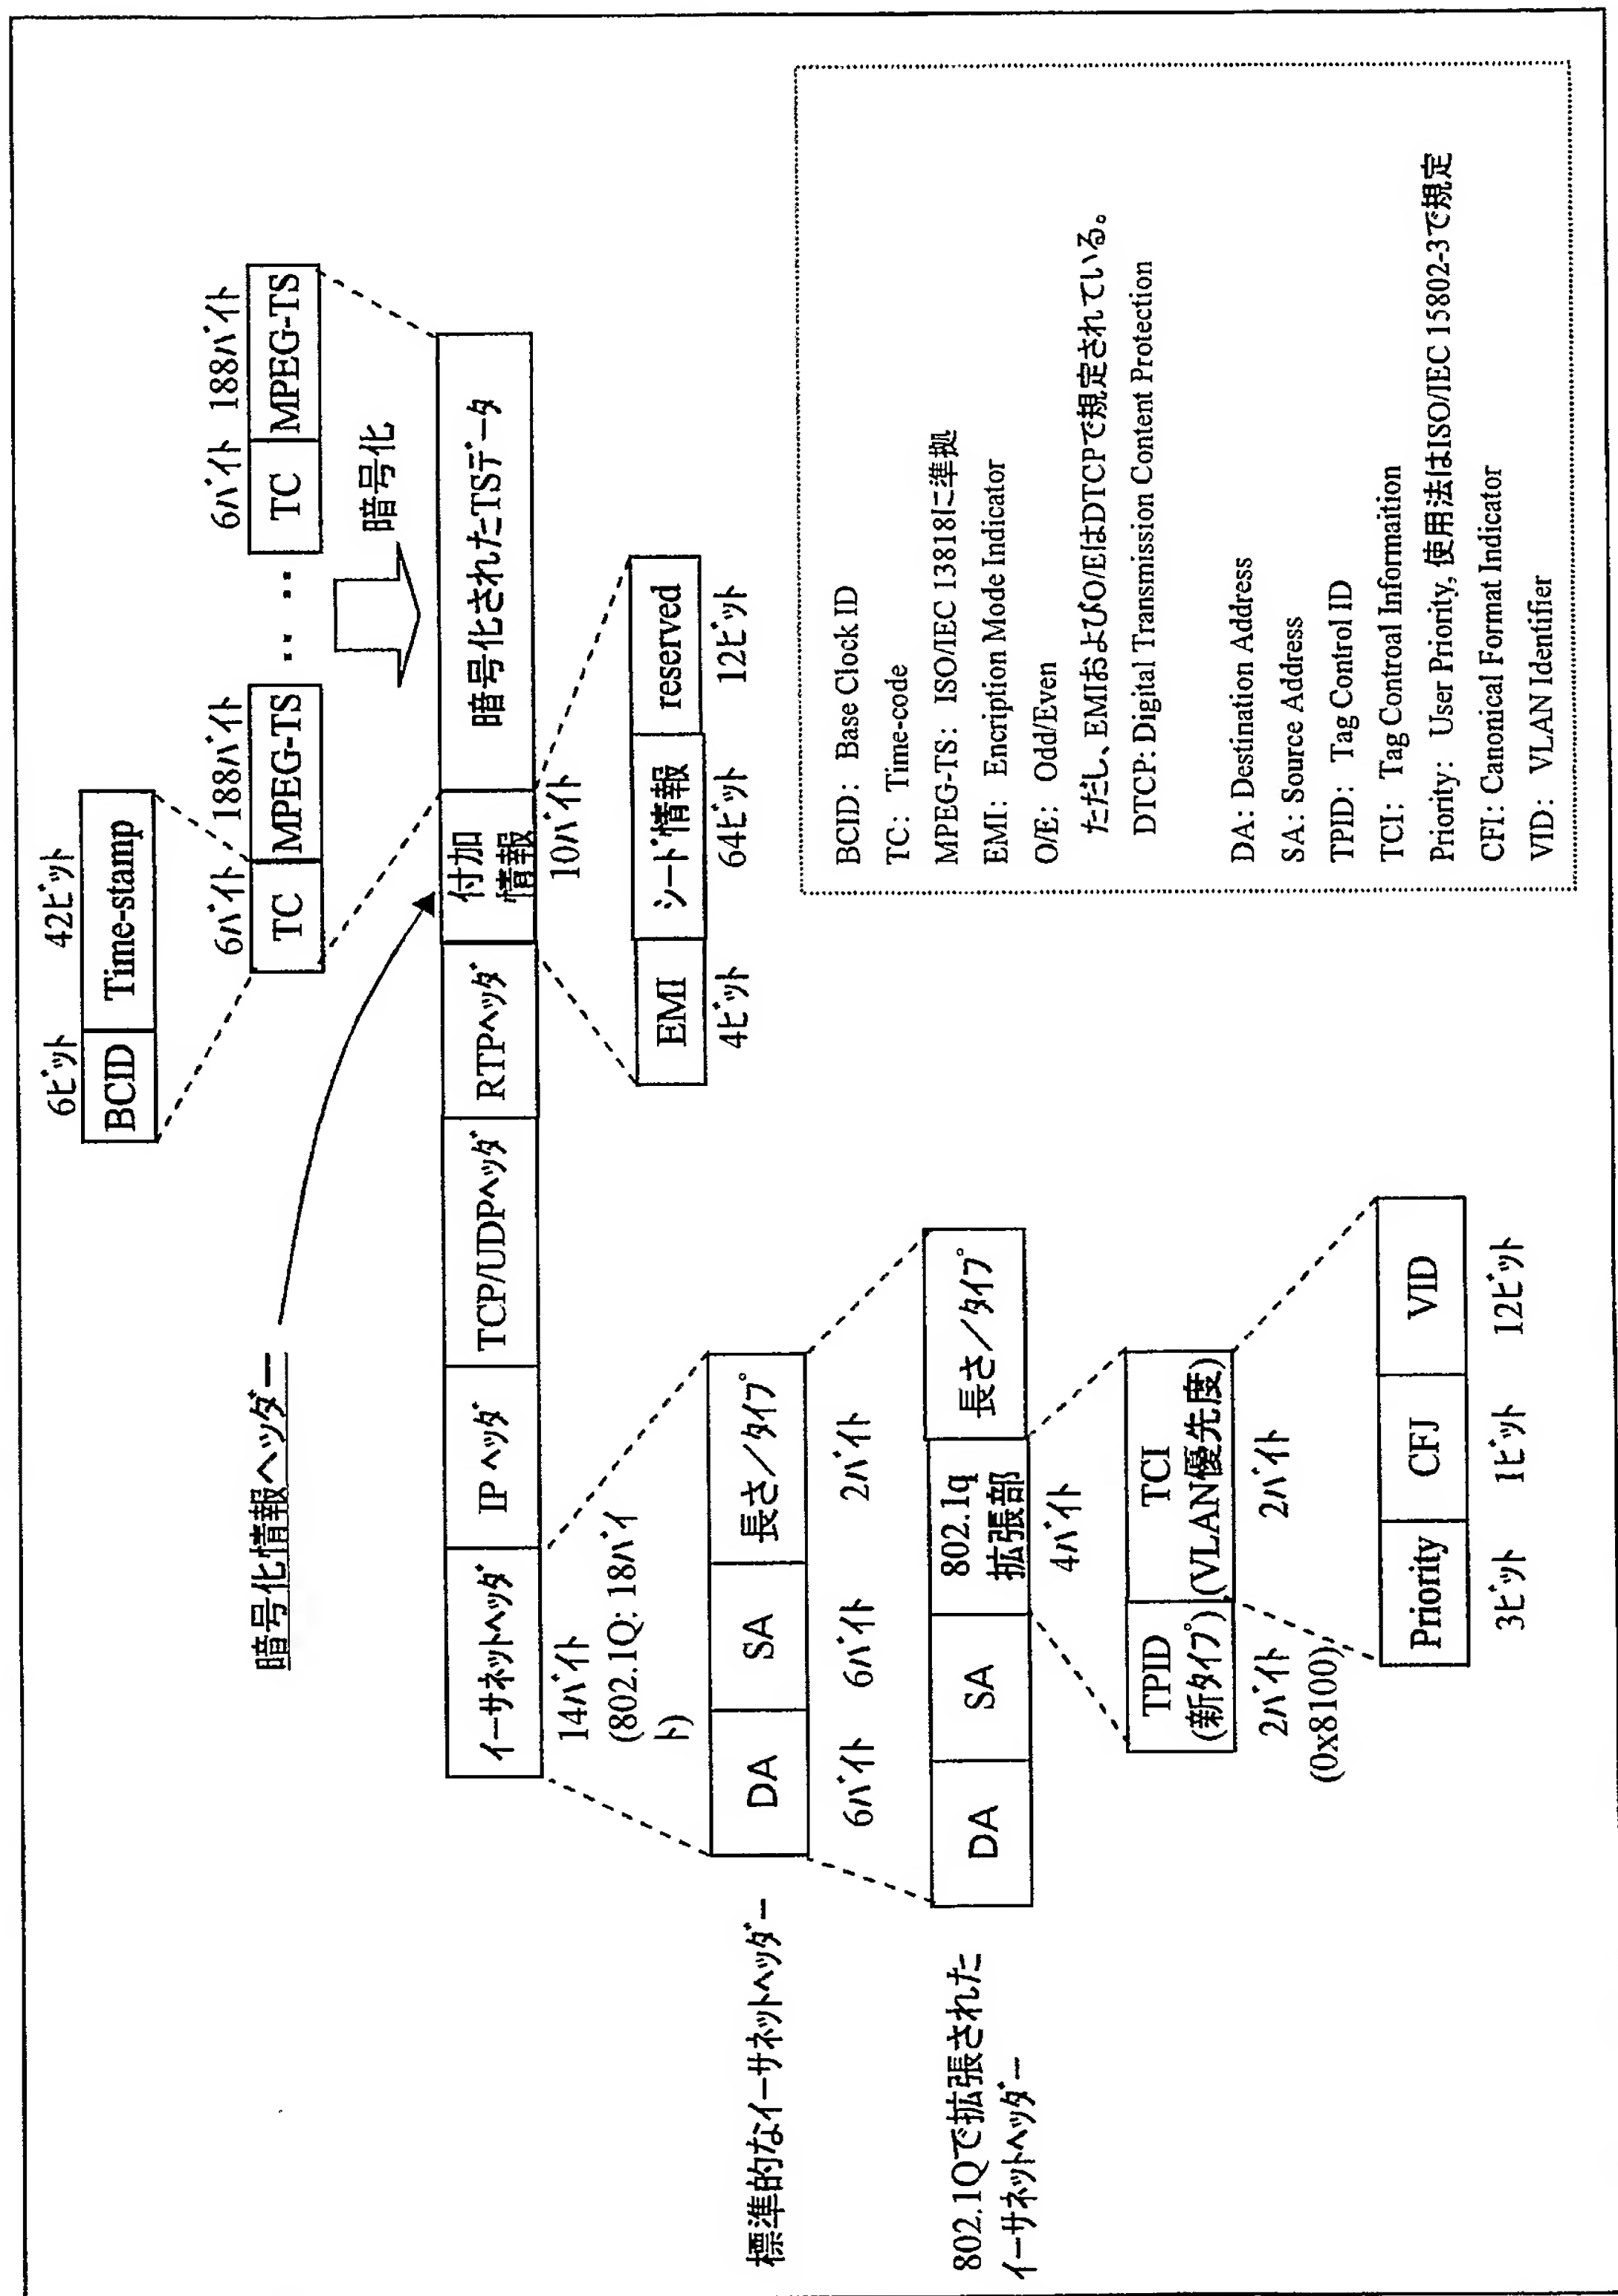 6ビット 42ビット
BCID Time-stamp
6バイト 188バイト 6バイト 188バイト
TC MPEG-TS ‥ ‥ TC MPEG-TS
暗号化
暗号化情報ヘッダー
イーサネットヘッダ IP ヘッダ TCP/UDPヘッダ RTPヘッダ 付加情報 暗号化されたTSデータ
14バイト
(802.1Q: 18バイ
ト)
10バイト
EMI シード情報 reserved
4ビット 64ビット 12ビット
標準的なイーサネットヘッダー
DA SA 長さ／タイプ
6バイト 6バイト 2バイト
802.1Qで拡張された
イーサネットヘッダー
DA SA 802.1q拡張部 長さ／タイプ
4バイト
TPID TCI
(新タイプ) (VLAN優先度)
2バイト 2バイト
(0x8100)
Priority CFJ VID
3ビット 1ビット 12ビット
BCID: Base Clock ID
TC: Time-code
MPEG-TS: ISO/IEC 13818に準拠
EMI: Encription Mode Indicator
O/E: Odd/Even
ただし、EMIおよびO/EはDTCPで規定されている。
DTCP: Digital Transmission Content Protection
DA: Destination Address
SA: Source Address
TPID: Tag Control ID
TCI: Tag Controal Informaition
Priority: User Priority, 使用法はISO/IEC 15802-3で規定
CFI: Canonical Format Indicator
VID: VLAN Identifier